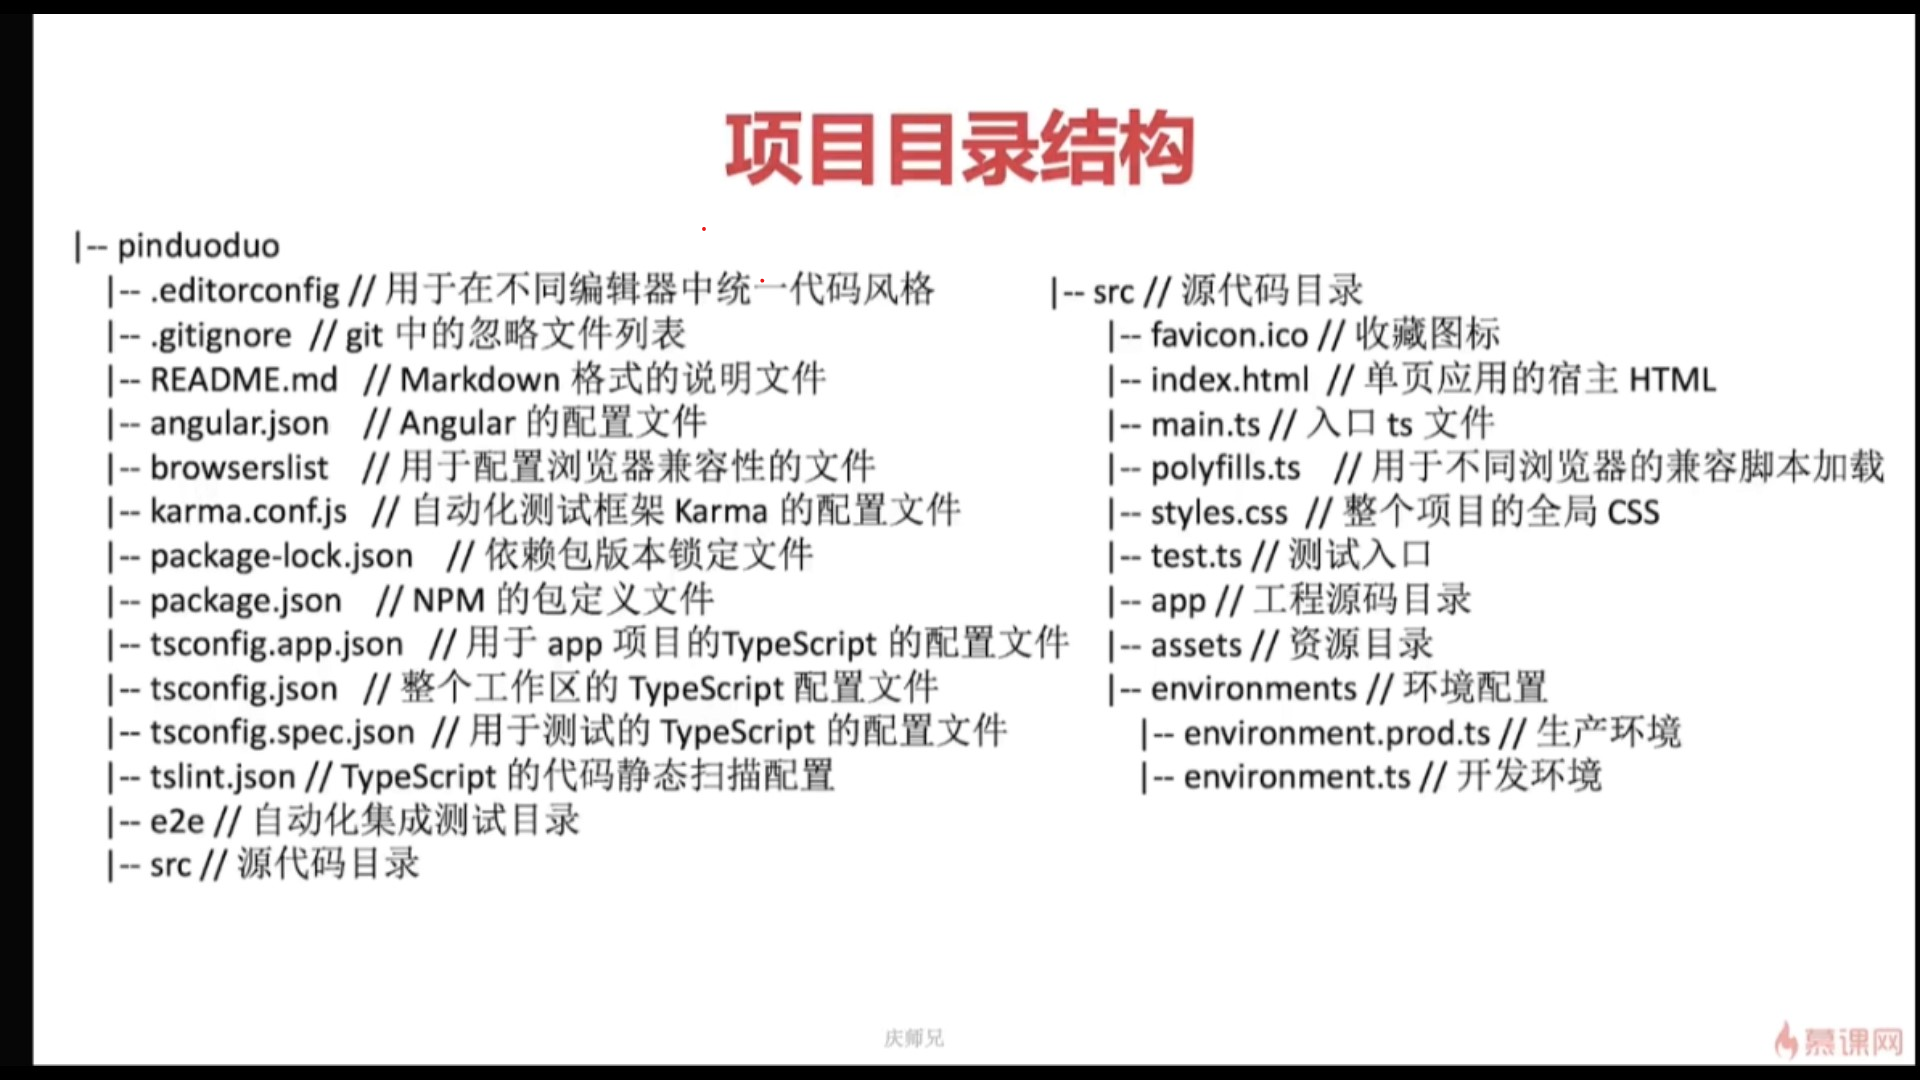 项目目录结构
|-- pinduoduo
|-- .editorconfig // 用于在不同编辑器中统一代码风格
|-- .gitignore // git 中的忽略文件列表
|-- README.md // Markdown 格式的说明文件
|-- angular.json // Angular 的配置文件
|-- browserslist // 用于配置浏览器兼容性的文件
|-- karma.conf.js // 自动化测试框架 Karma 的配置文件
|-- package-lock.json // 依赖包版本锁定文件
|-- package.json // NPM 的包定义文件
|-- tsconfig.app.json // 用于 app 项目的TypeScript 的配置文件
|-- tsconfig.json // 整个工作区的 TypeScript 配置文件
|-- tsconfig.spec.json // 用于测试的 TypeScript 的配置文件
|-- tslint.json // TypeScript 的代码静态扫描配置
|-- e2e // 自动化集成测试目录
|-- src // 源代码目录
|-- src // 源代码目录
|-- favicon.ico // 收藏图标
|-- index.html // 单页应用的宿主 HTML
|-- main.ts // 入口 ts 文件
|-- polyfills.ts // 用于不同浏览器的兼容脚本加载
|-- styles.css // 整个项目的全局 CSS
|-- test.ts // 测试入口
|-- app // 工程源码目录
|-- assets // 资源目录
|-- environments // 环境配置
|-- environment.prod.ts // 生产环境
|-- environment.ts // 开发环境
庆师兄
慕课网